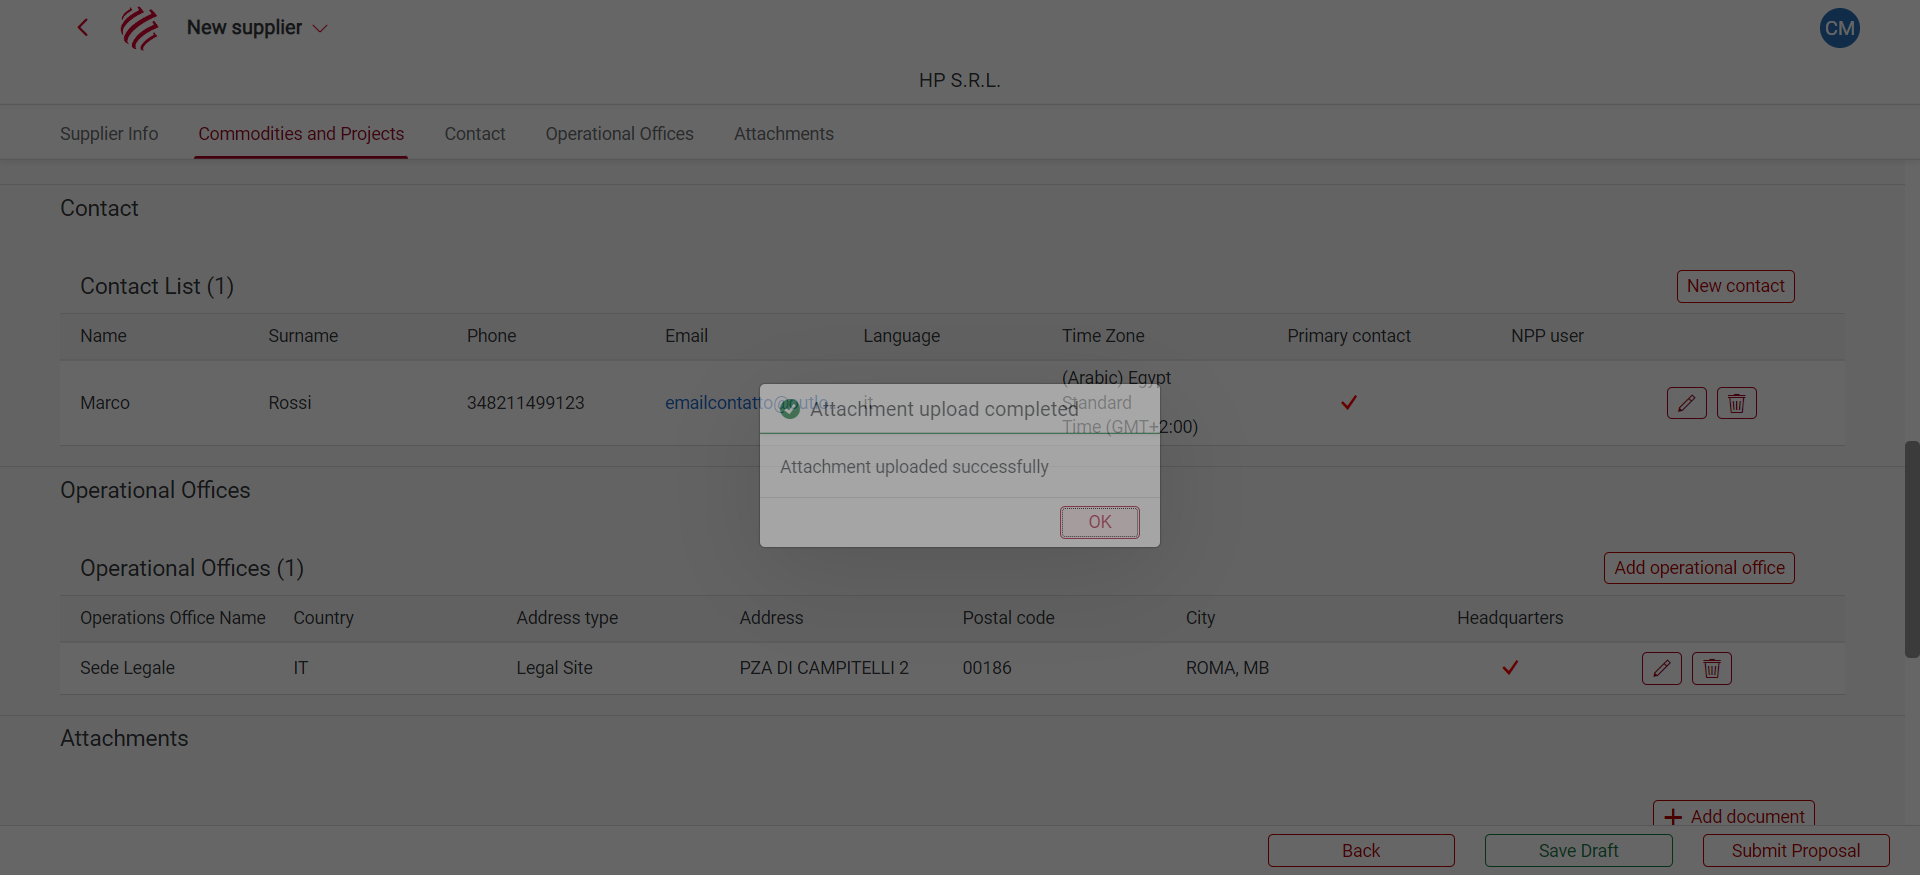 New supplier
CM
HP S.R.L.
Supplier Info Commodities and Projects Contact Operational Offices Attachments
Contact
Contact List (1)
New contact
Name Surname Phone Email Language Time Zone Primary contact NPP user
Marco Rossi 348211499123 emailcontatto@outlo... it (Arabic) Egypt
Standard
Time (GMT+2:00)
Attachment upload completed
Attachment uploaded successfully
OK
Operational Offices
Operational Offices (1)
Add operational office
Operations Office Name Country Address type Address Postal code City Headquarters
Sede Legale IT Legal Site PZA DI CAMPITELLI 2 00186 ROMA, MB
Attachments
Add document
Back Save Draft Submit Proposal